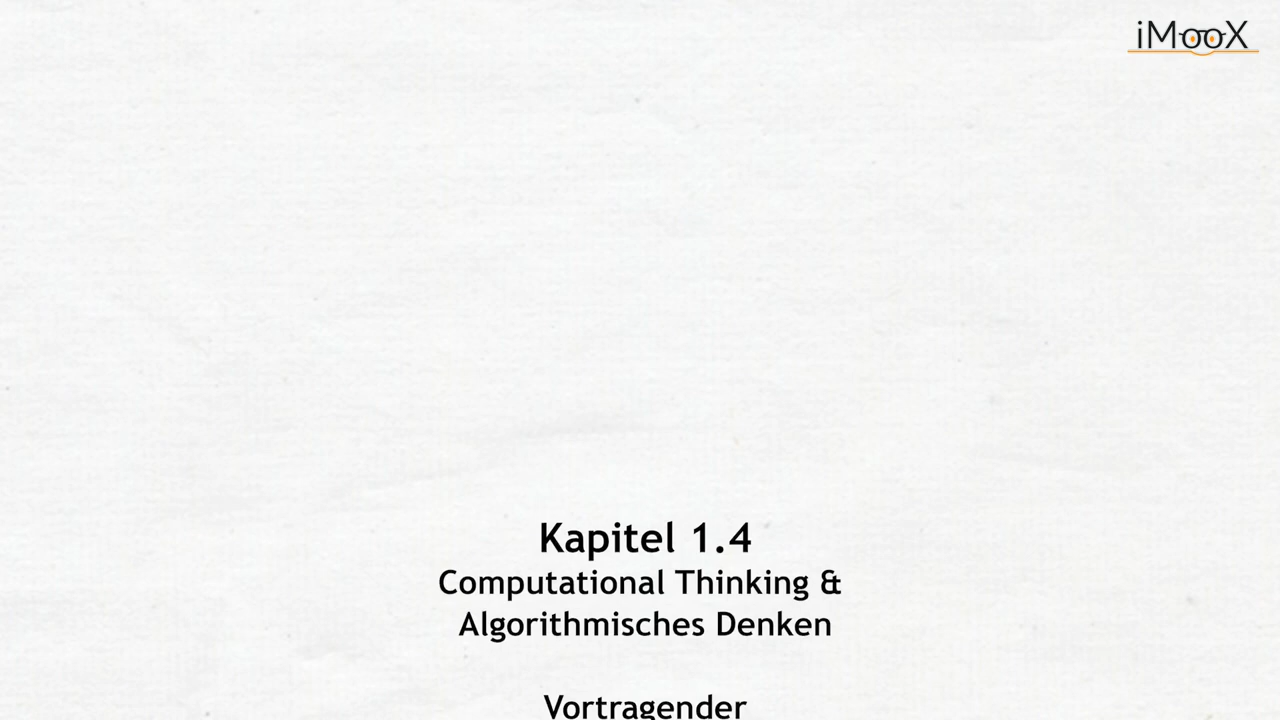 iMooX
Kapitel 1.4
Computational Thinking &
Algorithmisches Denken
Vortragender